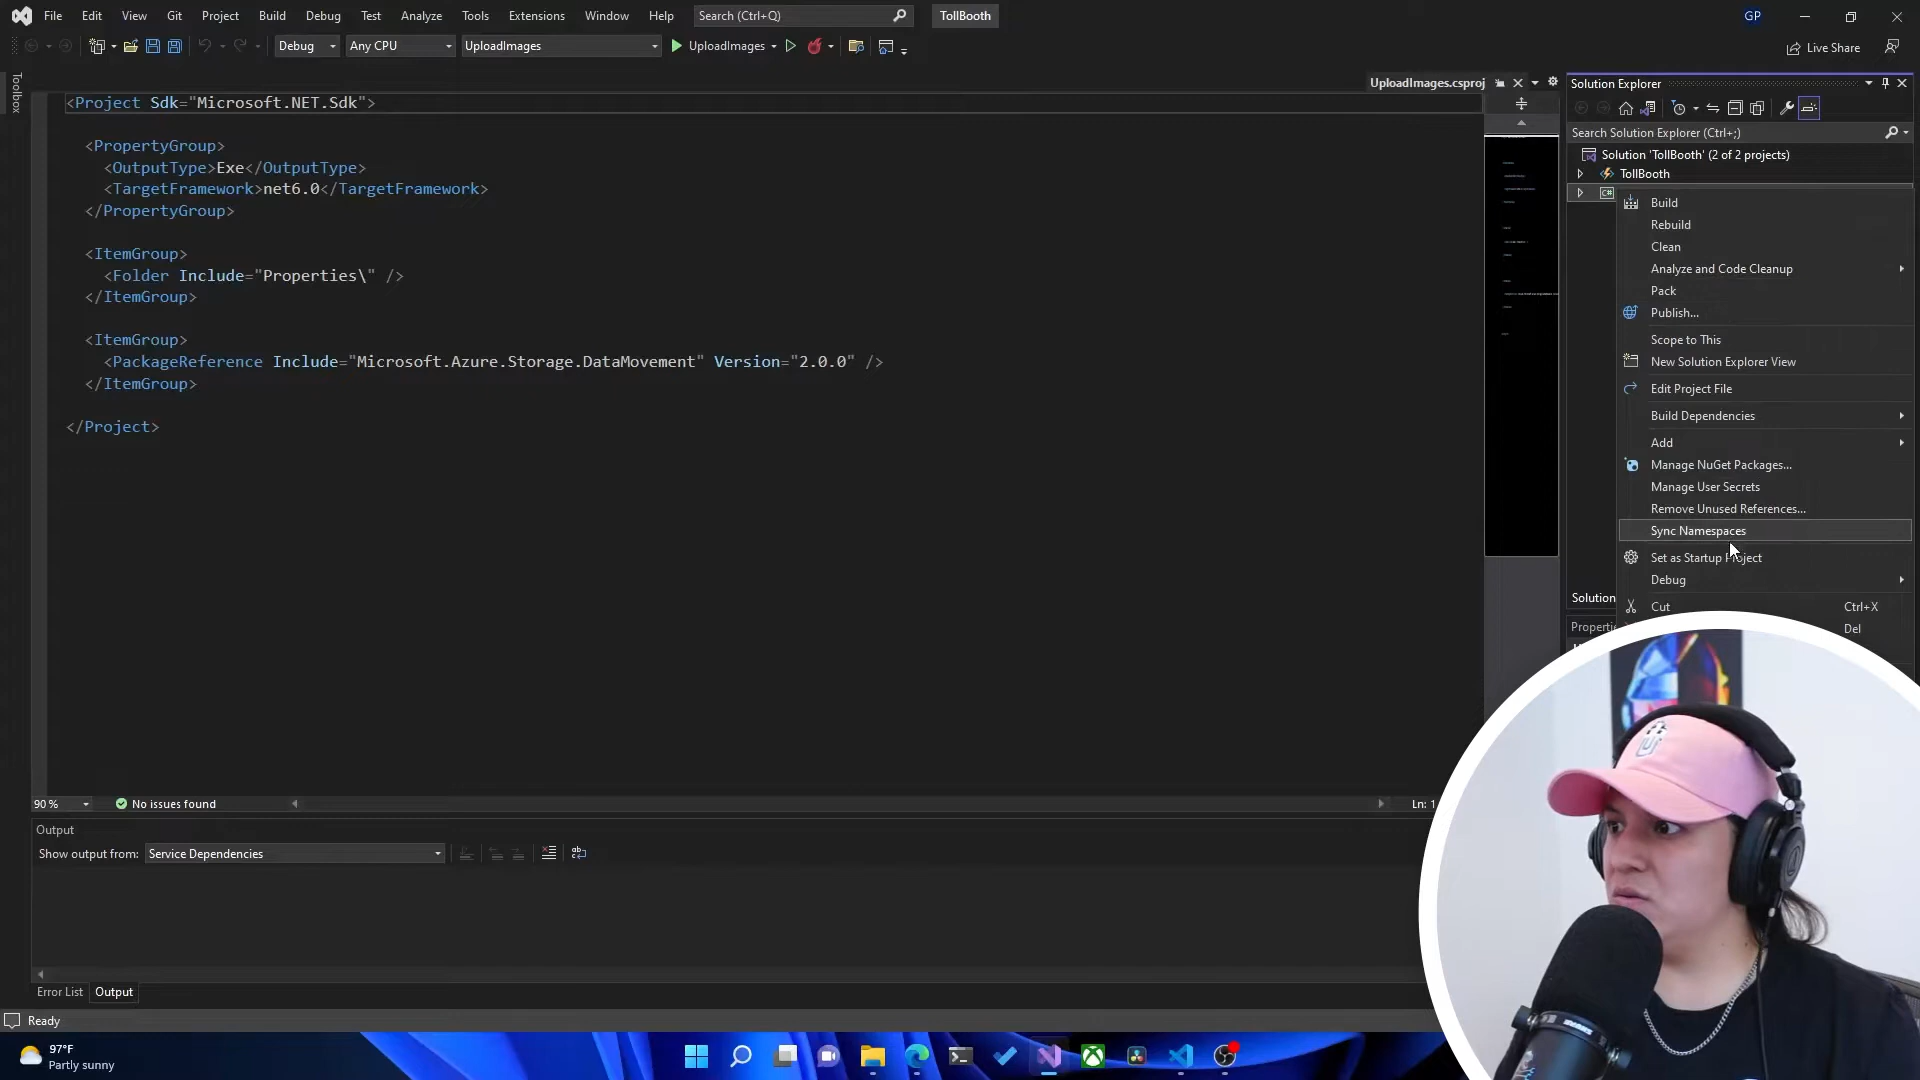 File Edit View Git Project Build Debug Test Analyze Tools Extensions Window Help Search (Ctrl+Q) TollBooth GP
Debug Any CPU UploadImages UploadImages Live Share
Toolbox
UploadImages.csproj
<Project Sdk="Microsoft.NET.Sdk">
<PropertyGroup>
<OutputType>Exe</OutputType>
<TargetFramework>net6.0</TargetFramework>
</PropertyGroup>
<ItemGroup>
<Folder Include="Properties\" />
</ItemGroup>
<ItemGroup>
<PackageReference Include="Microsoft.Azure.Storage.DataMovement" Version="2.0.0" />
</ItemGroup>
</Project>
90 % No issues found Ln: 1
Output
Show output from: Service Dependencies
Error List Output
Ready
Solution Explorer
Search Solution Explorer (Ctrl+;)
Solution 'TollBooth' (2 of 2 projects)
TollBooth
C#
Build
Rebuild
Clean
Analyze and Code Cleanup
Pack
Publish...
Scope to This
New Solution Explorer View
Edit Project File
Build Dependencies
Add
Manage NuGet Packages...
Manage User Secrets
Remove Unused References...
Sync Namespaces
Set as Startup Project
Debug
Cut Ctrl+X
Del
Solution
Properti
97°F
Partly sunny